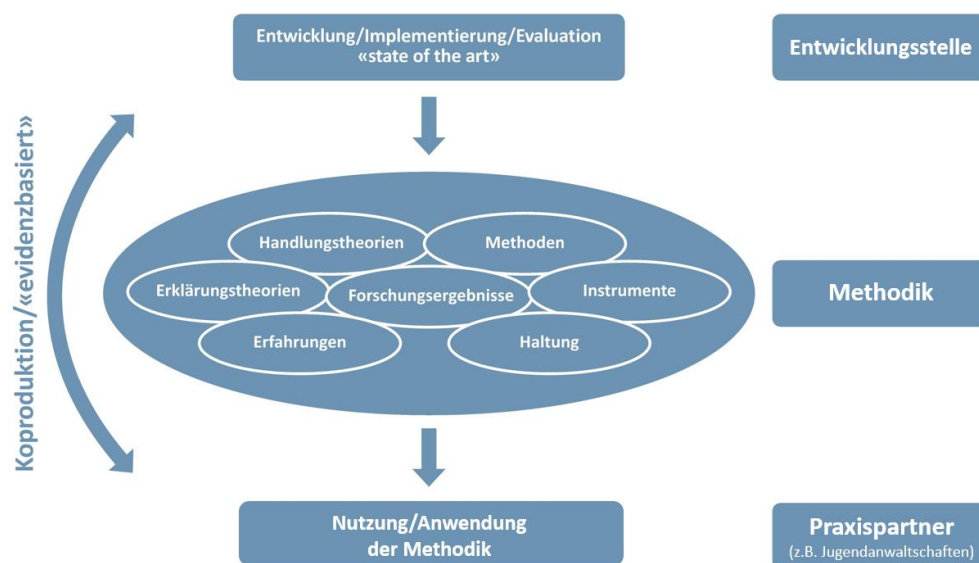 Entwicklung/Implementierung/Evaluation
«state of the art»
Entwicklungsstelle
Koproduktion/«evidenzbasiert»
Handlungstheorien
Methoden
Erklärungstheorien
Forschungsergebnisse
Instrumente
Erfahrungen
Haltung
Methodik
Nutzung/Anwendung
der Methodik
Praxispartner
(z.B. Jugendanwaltschaften)